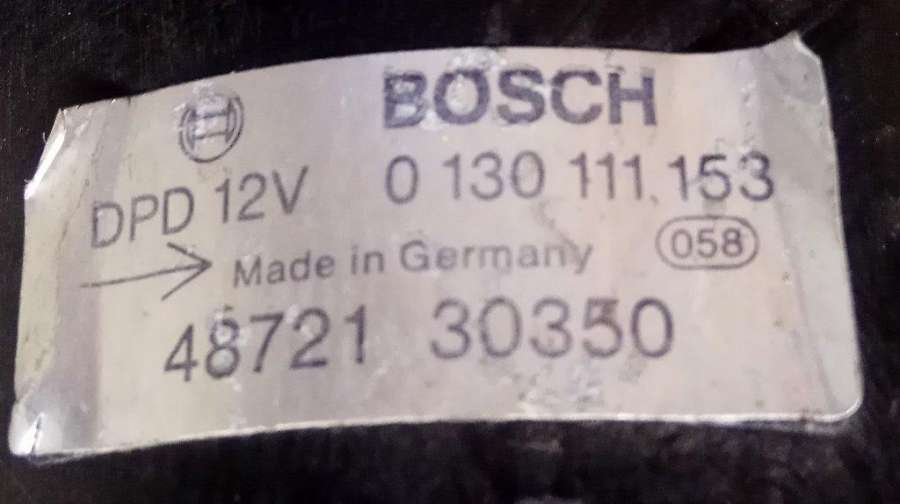 BOSCH
DPD 12V 0 130 111 153
Made in Germany 058
48721 30350